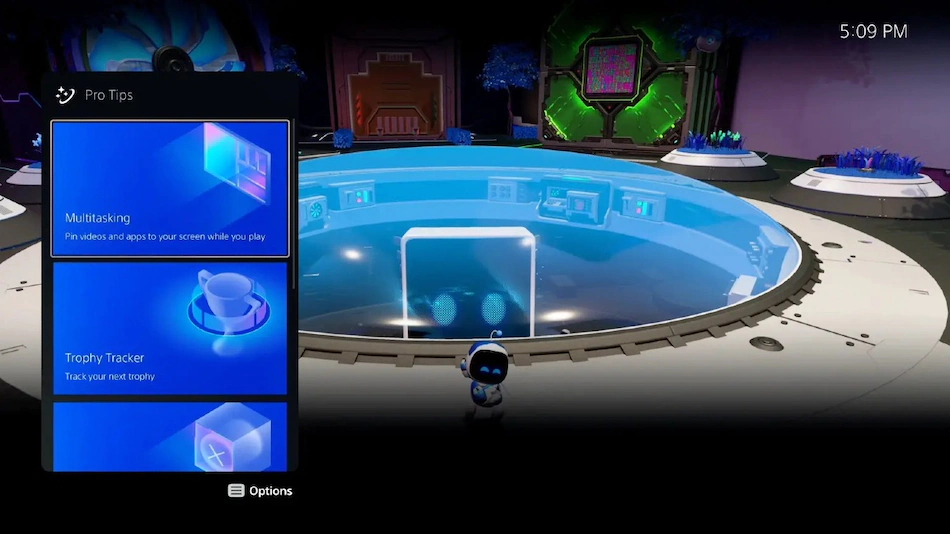 5:09 PM
Pro Tips
Multitasking
Pin videos and apps to your screen while you play
Trophy Tracker
Track your next trophy
Options